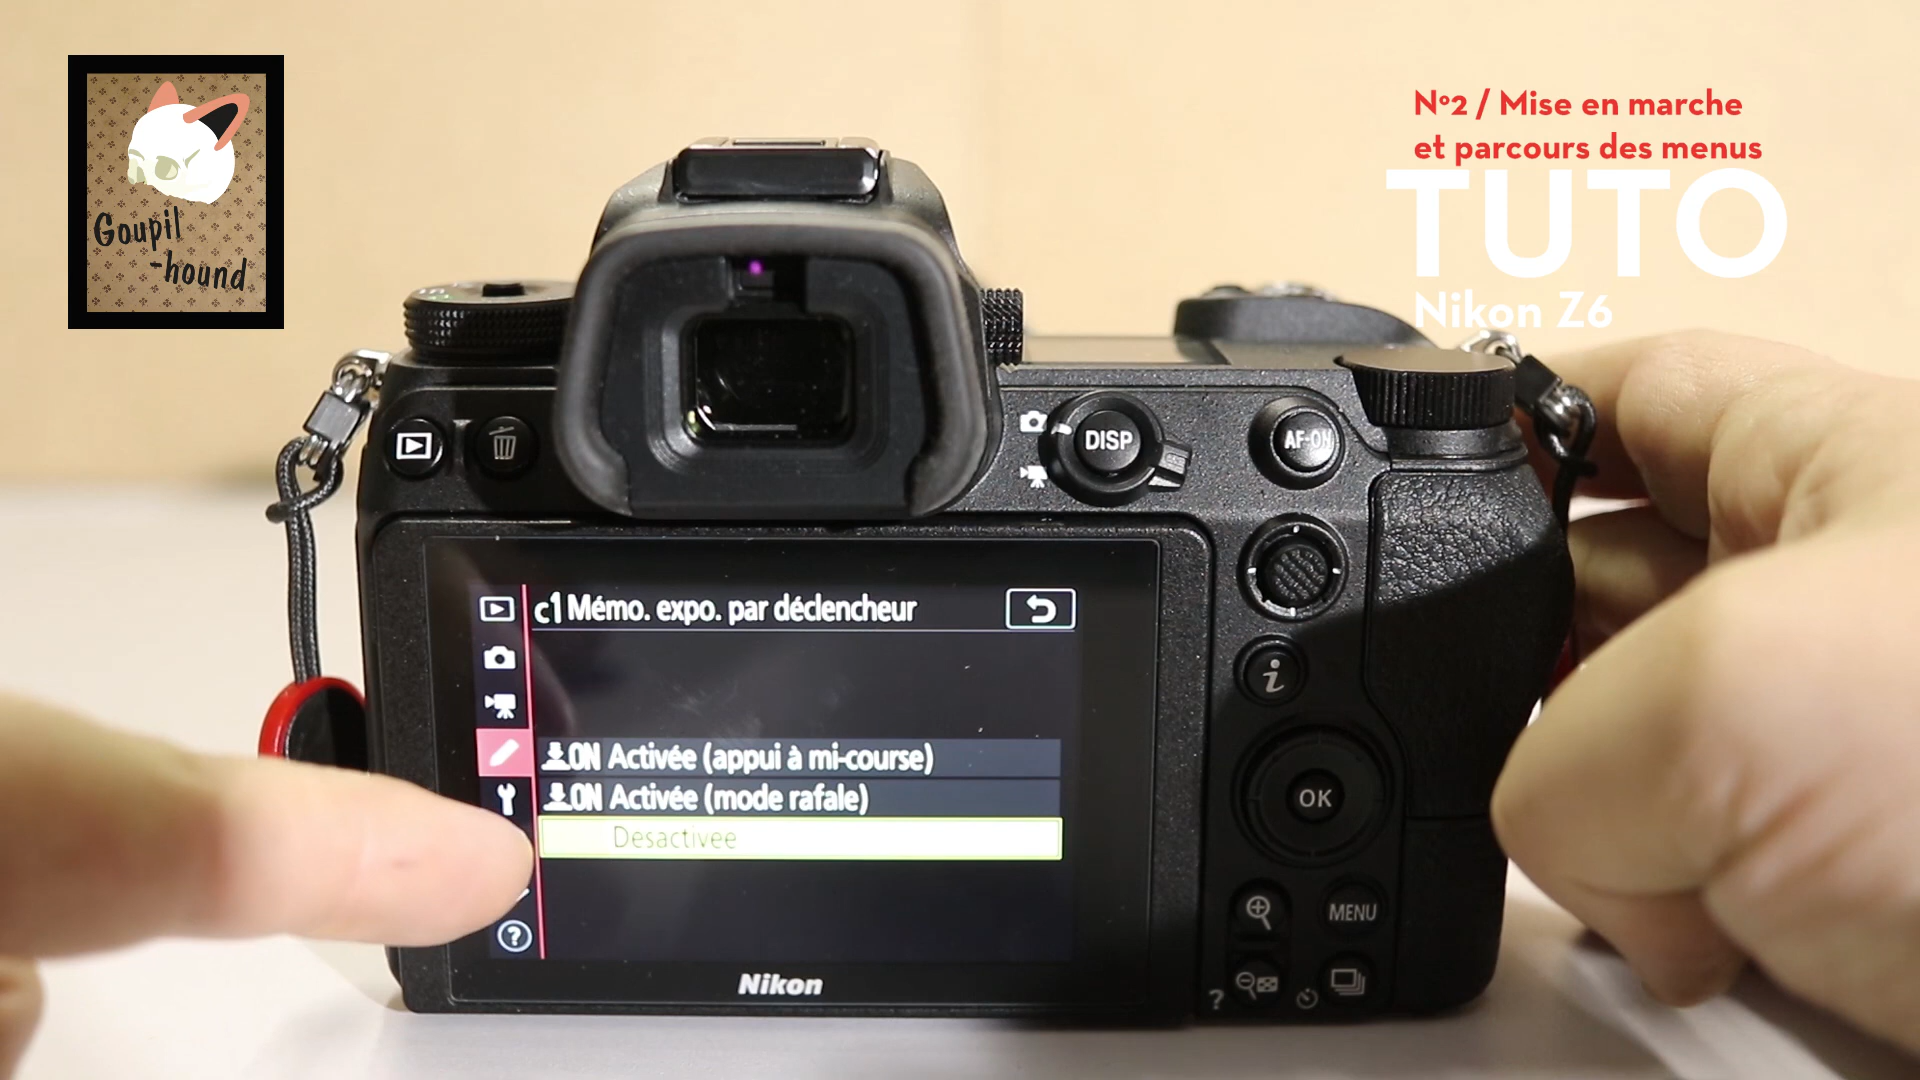 Goupil
-hound
N°2 / Mise en marche
et parcours des menus
TUTO
Nikon Z6
DISP
AF-ON
c1 Mémo. expo. par déclencheur
ON Activée (appui à mi-course)
ON Activée (mode rafale)
Desactivee
i
OK
MENU
?
?
Nikon